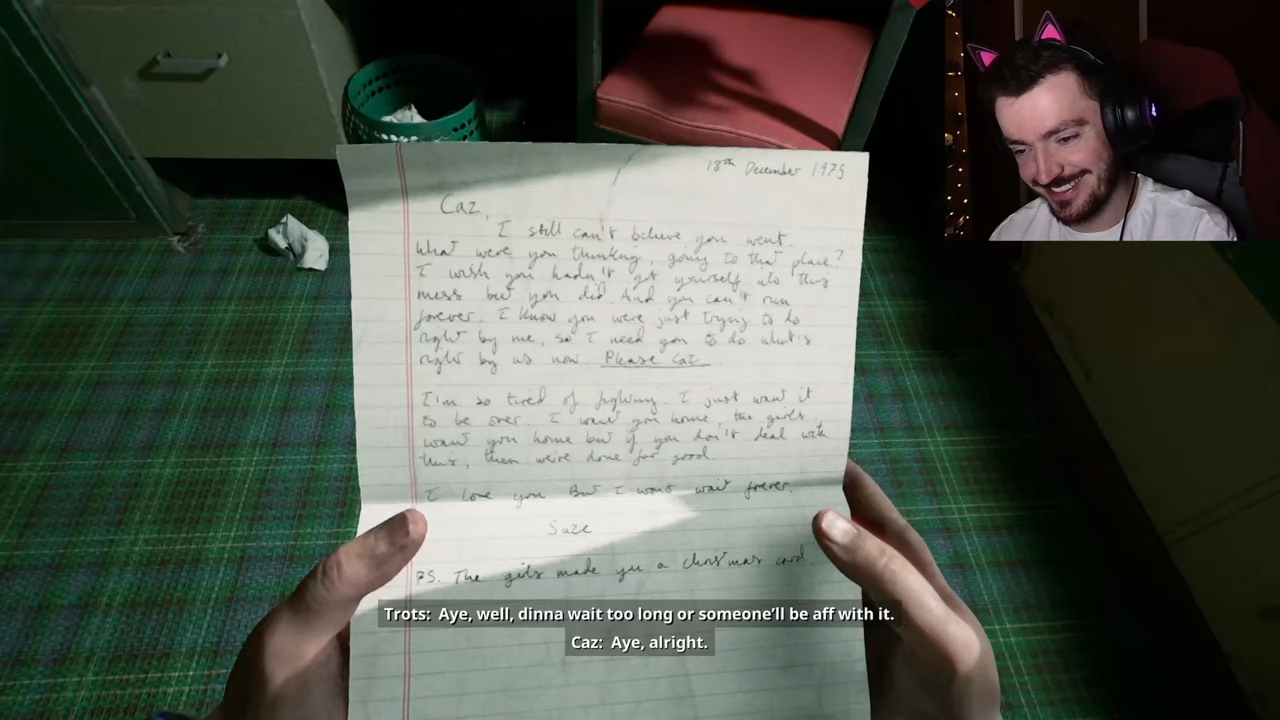 18th December 1975
Caz,
I still can't believe you went.
What were you thinking, going to that place?
I wish you hadn't got yourself into this
mess but you did. And you can't run
forever. I know you were just trying to do
right by me, so I need you to do what's
right by us now. Please Caz.
I'm so tired of fighting. I just want it
to be over. I want you home, the girls
want you home but if you don't deal with
this, then we're done for good.
I love you. But I won't wait forever.
Suze
PS. The girls made you a christmas card
Trots: Aye, well, dinna wait too long or someone'll be aff with it.
Caz: Aye, alright.